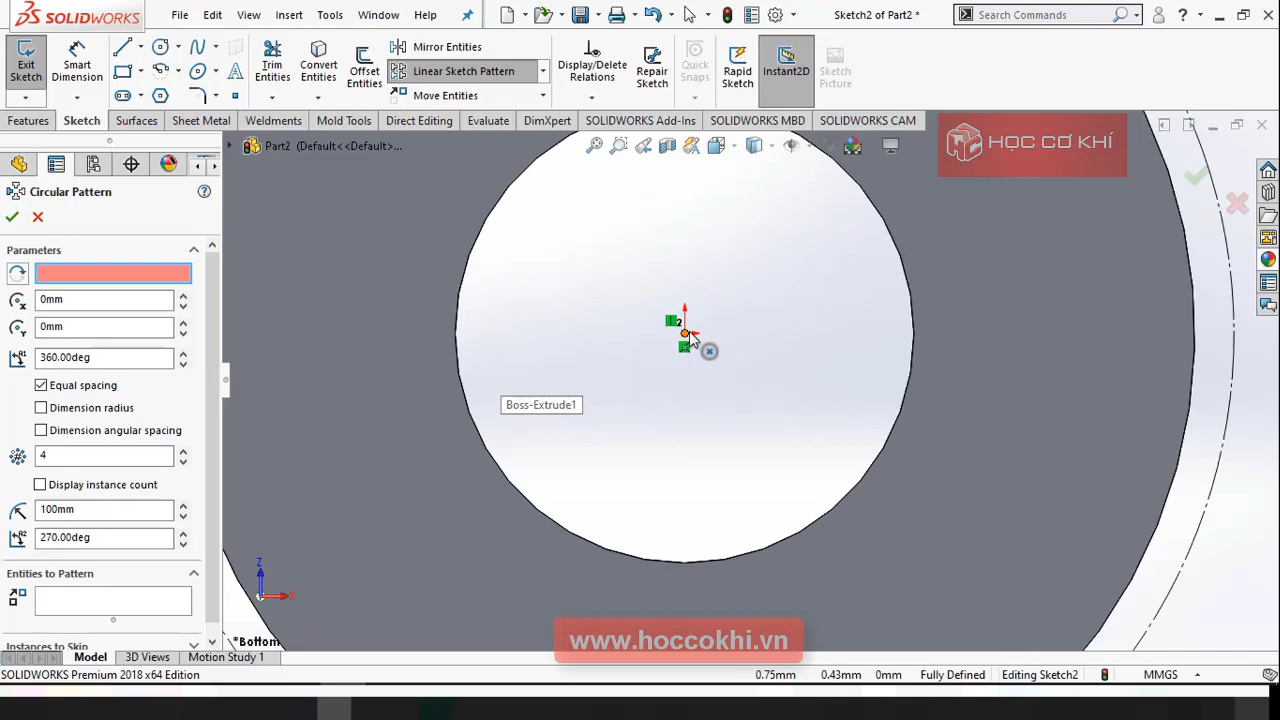 SOLIDWORKS
File
Edit
View
Insert
Tools
Window
Help
Sketch2 of Part2 *
Search Commands
?
Exit
Sketch
Smart
Dimension
Trim
Entities
Convert
Entities
Offset
Entities
Mirror Entities
Linear Sketch Pattern
Move Entities
Display/Delete
Relations
Repair
Sketch
Quick
Snaps
Rapid
Sketch
Instant2D
Sketch
Picture
Features
Sketch
Surfaces
Sheet Metal
Weldments
Mold Tools
Direct Editing
Evaluate
DimXpert
SOLIDWORKS Add-Ins
SOLIDWORKS MBD
SOLIDWORKS CAM
Part2 (Default<<Default>...
HỌC CƠ KHÍ
Circular Pattern
?
Parameters
0mm
0mm
360.00deg
Equal spacing
Dimension radius
Dimension angular spacing
4
Display instance count
100mm
270.00deg
Entities to Pattern
Instances to Skip
2
Boss-Extrude1
Z
X
*Bottom
www.hoccokhi.vn
Model
3D Views
Motion Study 1
SOLIDWORKS Premium 2018 x64 Edition
0.75mm
0.43mm
0mm
Fully Defined
Editing Sketch2
MMGS